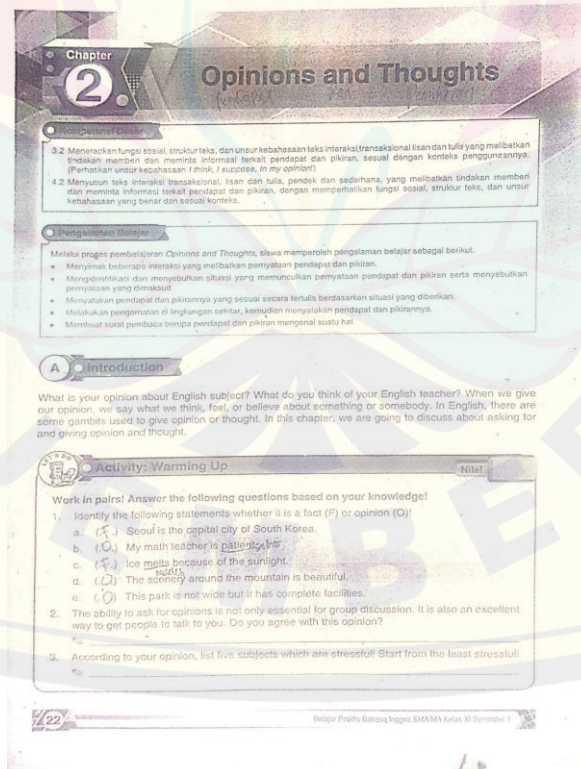 Chapter
2
Opinions and Thoughts
pendapat dan
Kompetensi Dasar
3.2 Menerapkan fungsi sosial, struktur teks, dan unsur kebahasaan teks interaksi transaksional lisan dan tulis yang melibatkan
tindakan memberi dan meminta informasi terkait pendapat dan pikiran, sesuai dengan konteks penggunaannya.
(Perhatikan unsur kebahasaan I think, I suppose, In my opinion)
4.2 Menyusun teks interaksi transaksional, lisan dan tulis, pendek dan sederhana, yang melibatkan tindakan memberi
dan meminta informasi terkait pendapat dan pikiran, dengan memperhatikan fungsi sosial, struktur teks, dan unsur
kebahasaan yang benar dan sesuai konteks.
Pengalaman Belajar
Melalui proses pembelajaran Opinions and Thoughts, siswa memperoleh pengalaman belajar sebagai berikut.
• Menyimak beberapa interaksi yang melibatkan pernyataan pendapat dan pikiran.
• Mengidentifikasi dan menyebutkan situasi yang memunculkan pernyataan pendapat dan pikiran serta menyebutkan
pernyataan yang dimaksud.
• Menyatakan pendapat dan pikirannya yang sesuai secara tertulis berdasarkan situasi yang diberikan.
• Melakukan pengamatan di lingkungan sekitar, kemudian menyatakan pendapat dan pikirannya.
• Membuat surat pembaca berupa pendapat dan pikiran mengenai suatu hal.
A Introduction
What is your opinion about English subject? What do you think of your English teacher? When we give
our opinion, we say what we think, feel, or believe about something or somebody. In English, there are
some gambits used to give opinion or thought. In this chapter, we are going to discuss about asking for
and giving opinion and thought.
LET'S DO
Activity: Warming Up
Nilai
Work in pairs! Answer the following questions based on your knowledge!
1. Identify the following statements whether it is a fact (F) or opinion (O)!
a. (.F.) Seoul is the capital city of South Korea.
b. (.O.) My math teacher is patient.
c. (.F.) Ice melts because of the sunlight.
d. (.O.) The scenery around the mountain is beautiful.
e. (.O) This park is not wide but it has complete facilities.
2. The ability to ask for opinions is not only essential for group discussion. It is also an excellent
way to get people to talk to you. Do you agree with this opinion?
3. According to your opinion, list five subjects which are stressful! Start from the least stressful!
22
Belajar Praktis Bahasa Inggris SMA/MA Kelas XI Semester 1